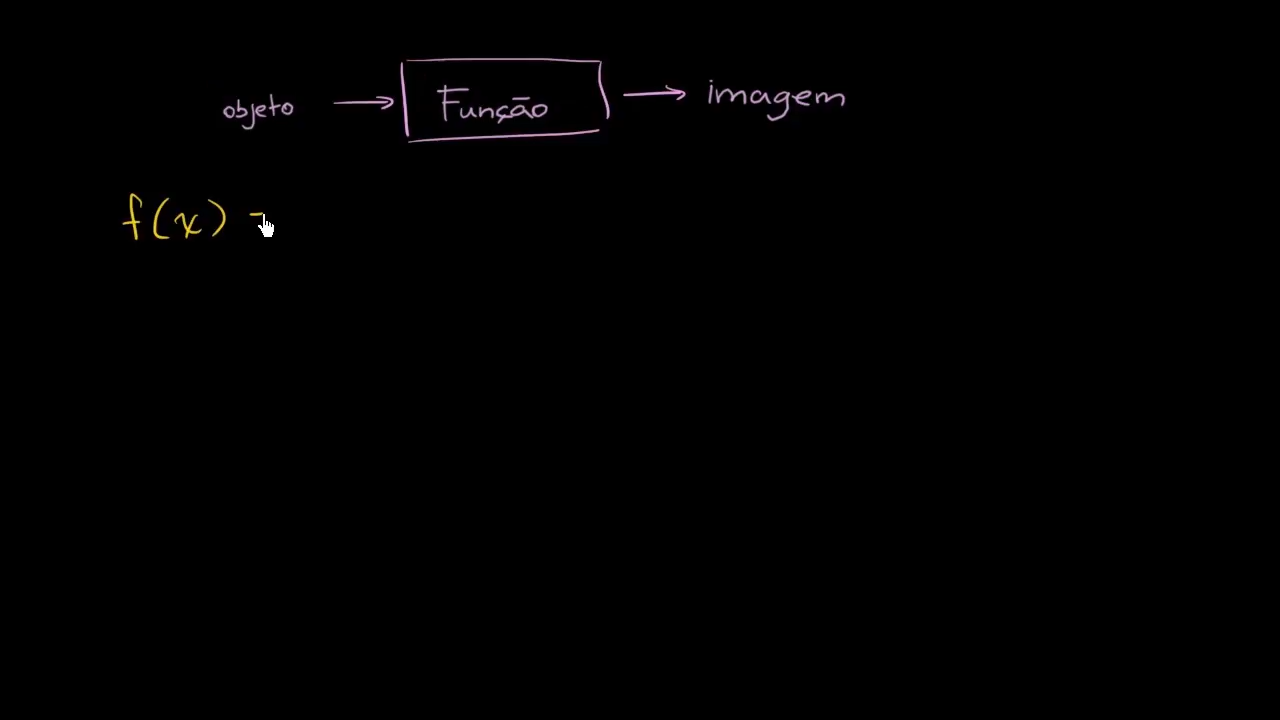 objeto → Função → imagem
f(x) -